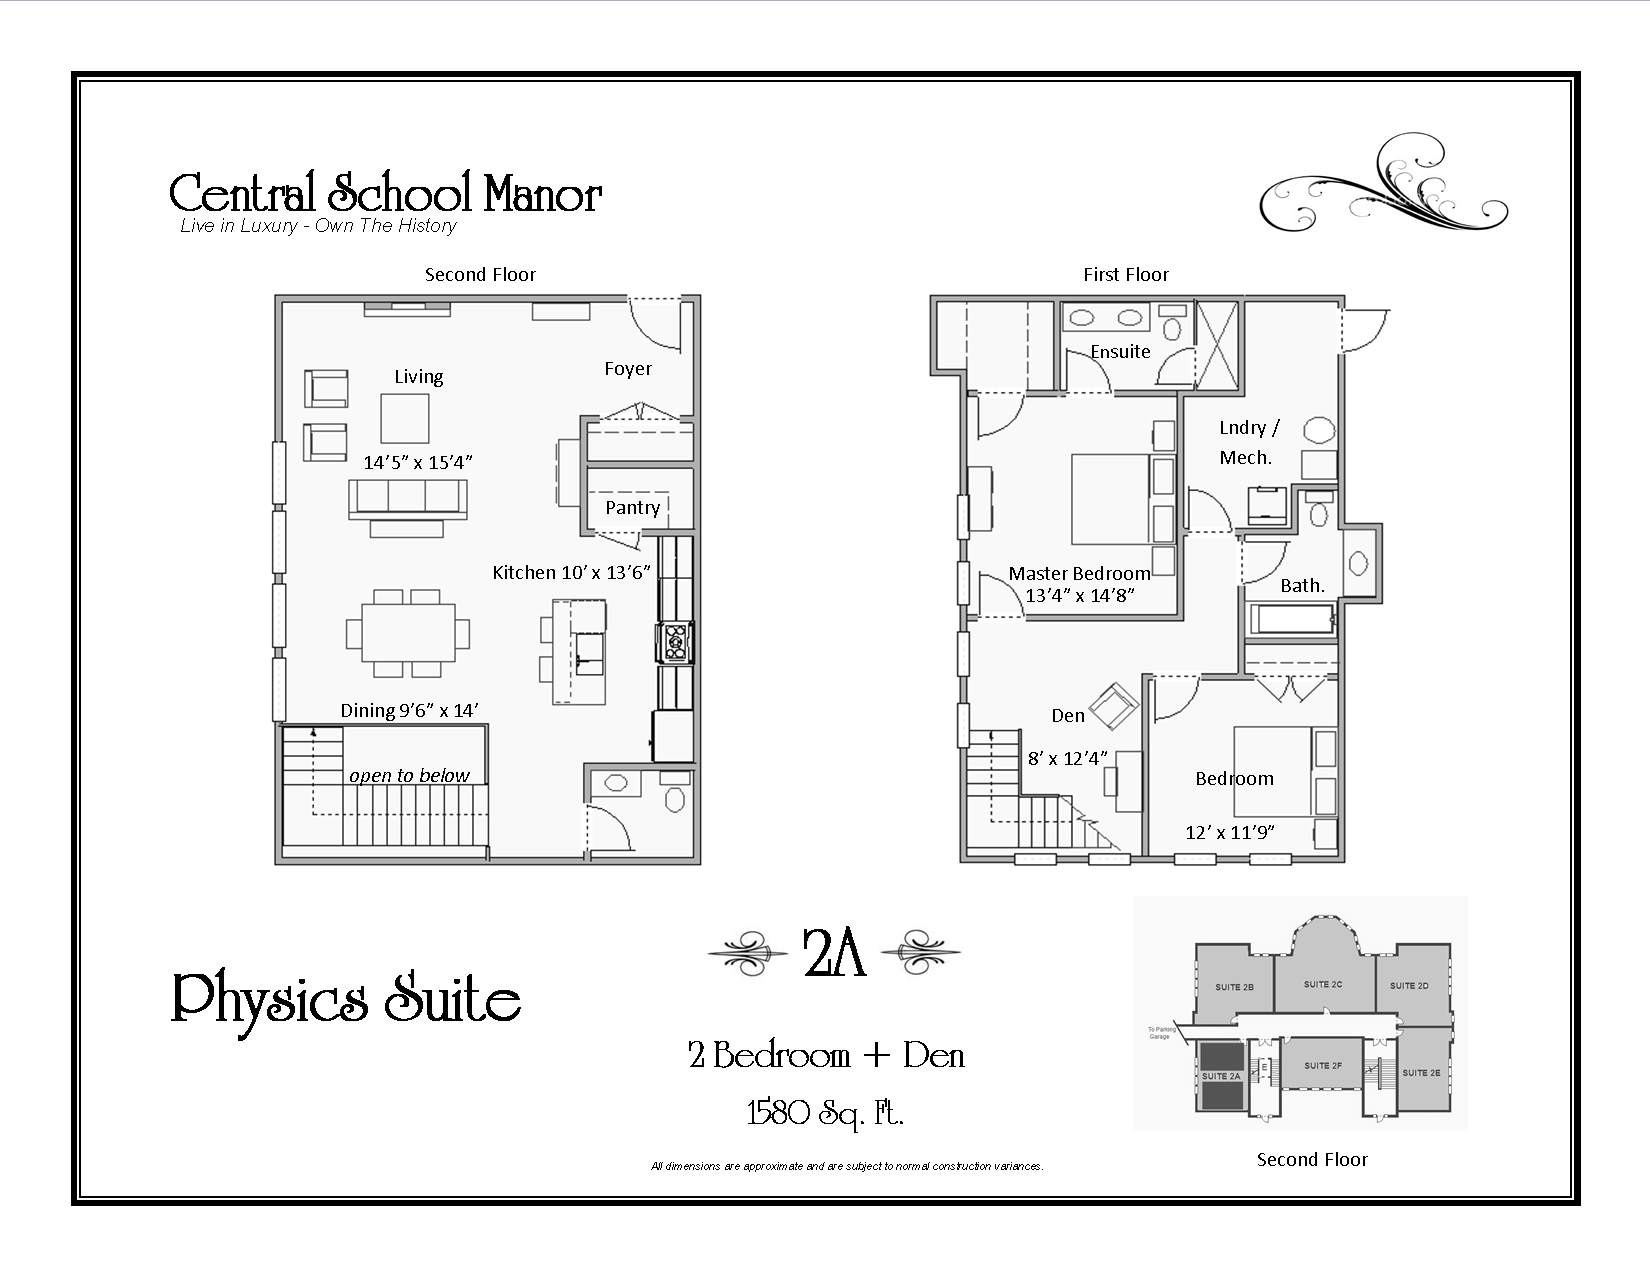 Central School Manor
Live in Luxury - Own The History
Second Floor
Living
14'5" x 15'4"
Foyer
Pantry
Kitchen 10' x 13'6"
Dining 9'6" x 14'
open to below
First Floor
Ensuite
Lndry /
Mech.
Master Bedroom
13'4" x 14'8"
Bath.
Den
8' x 12'4"
Bedroom
12' x 11'9"
Physics Suite
2A
2 Bedroom + Den
1580 Sq. Ft.
All dimensions are approximate and are subject to normal construction variances.
SUITE 2B
SUITE 2C
SUITE 2D
To Parking
Garage
SUITE 2A
E
SUITE 2F
SUITE 2E
Second Floor